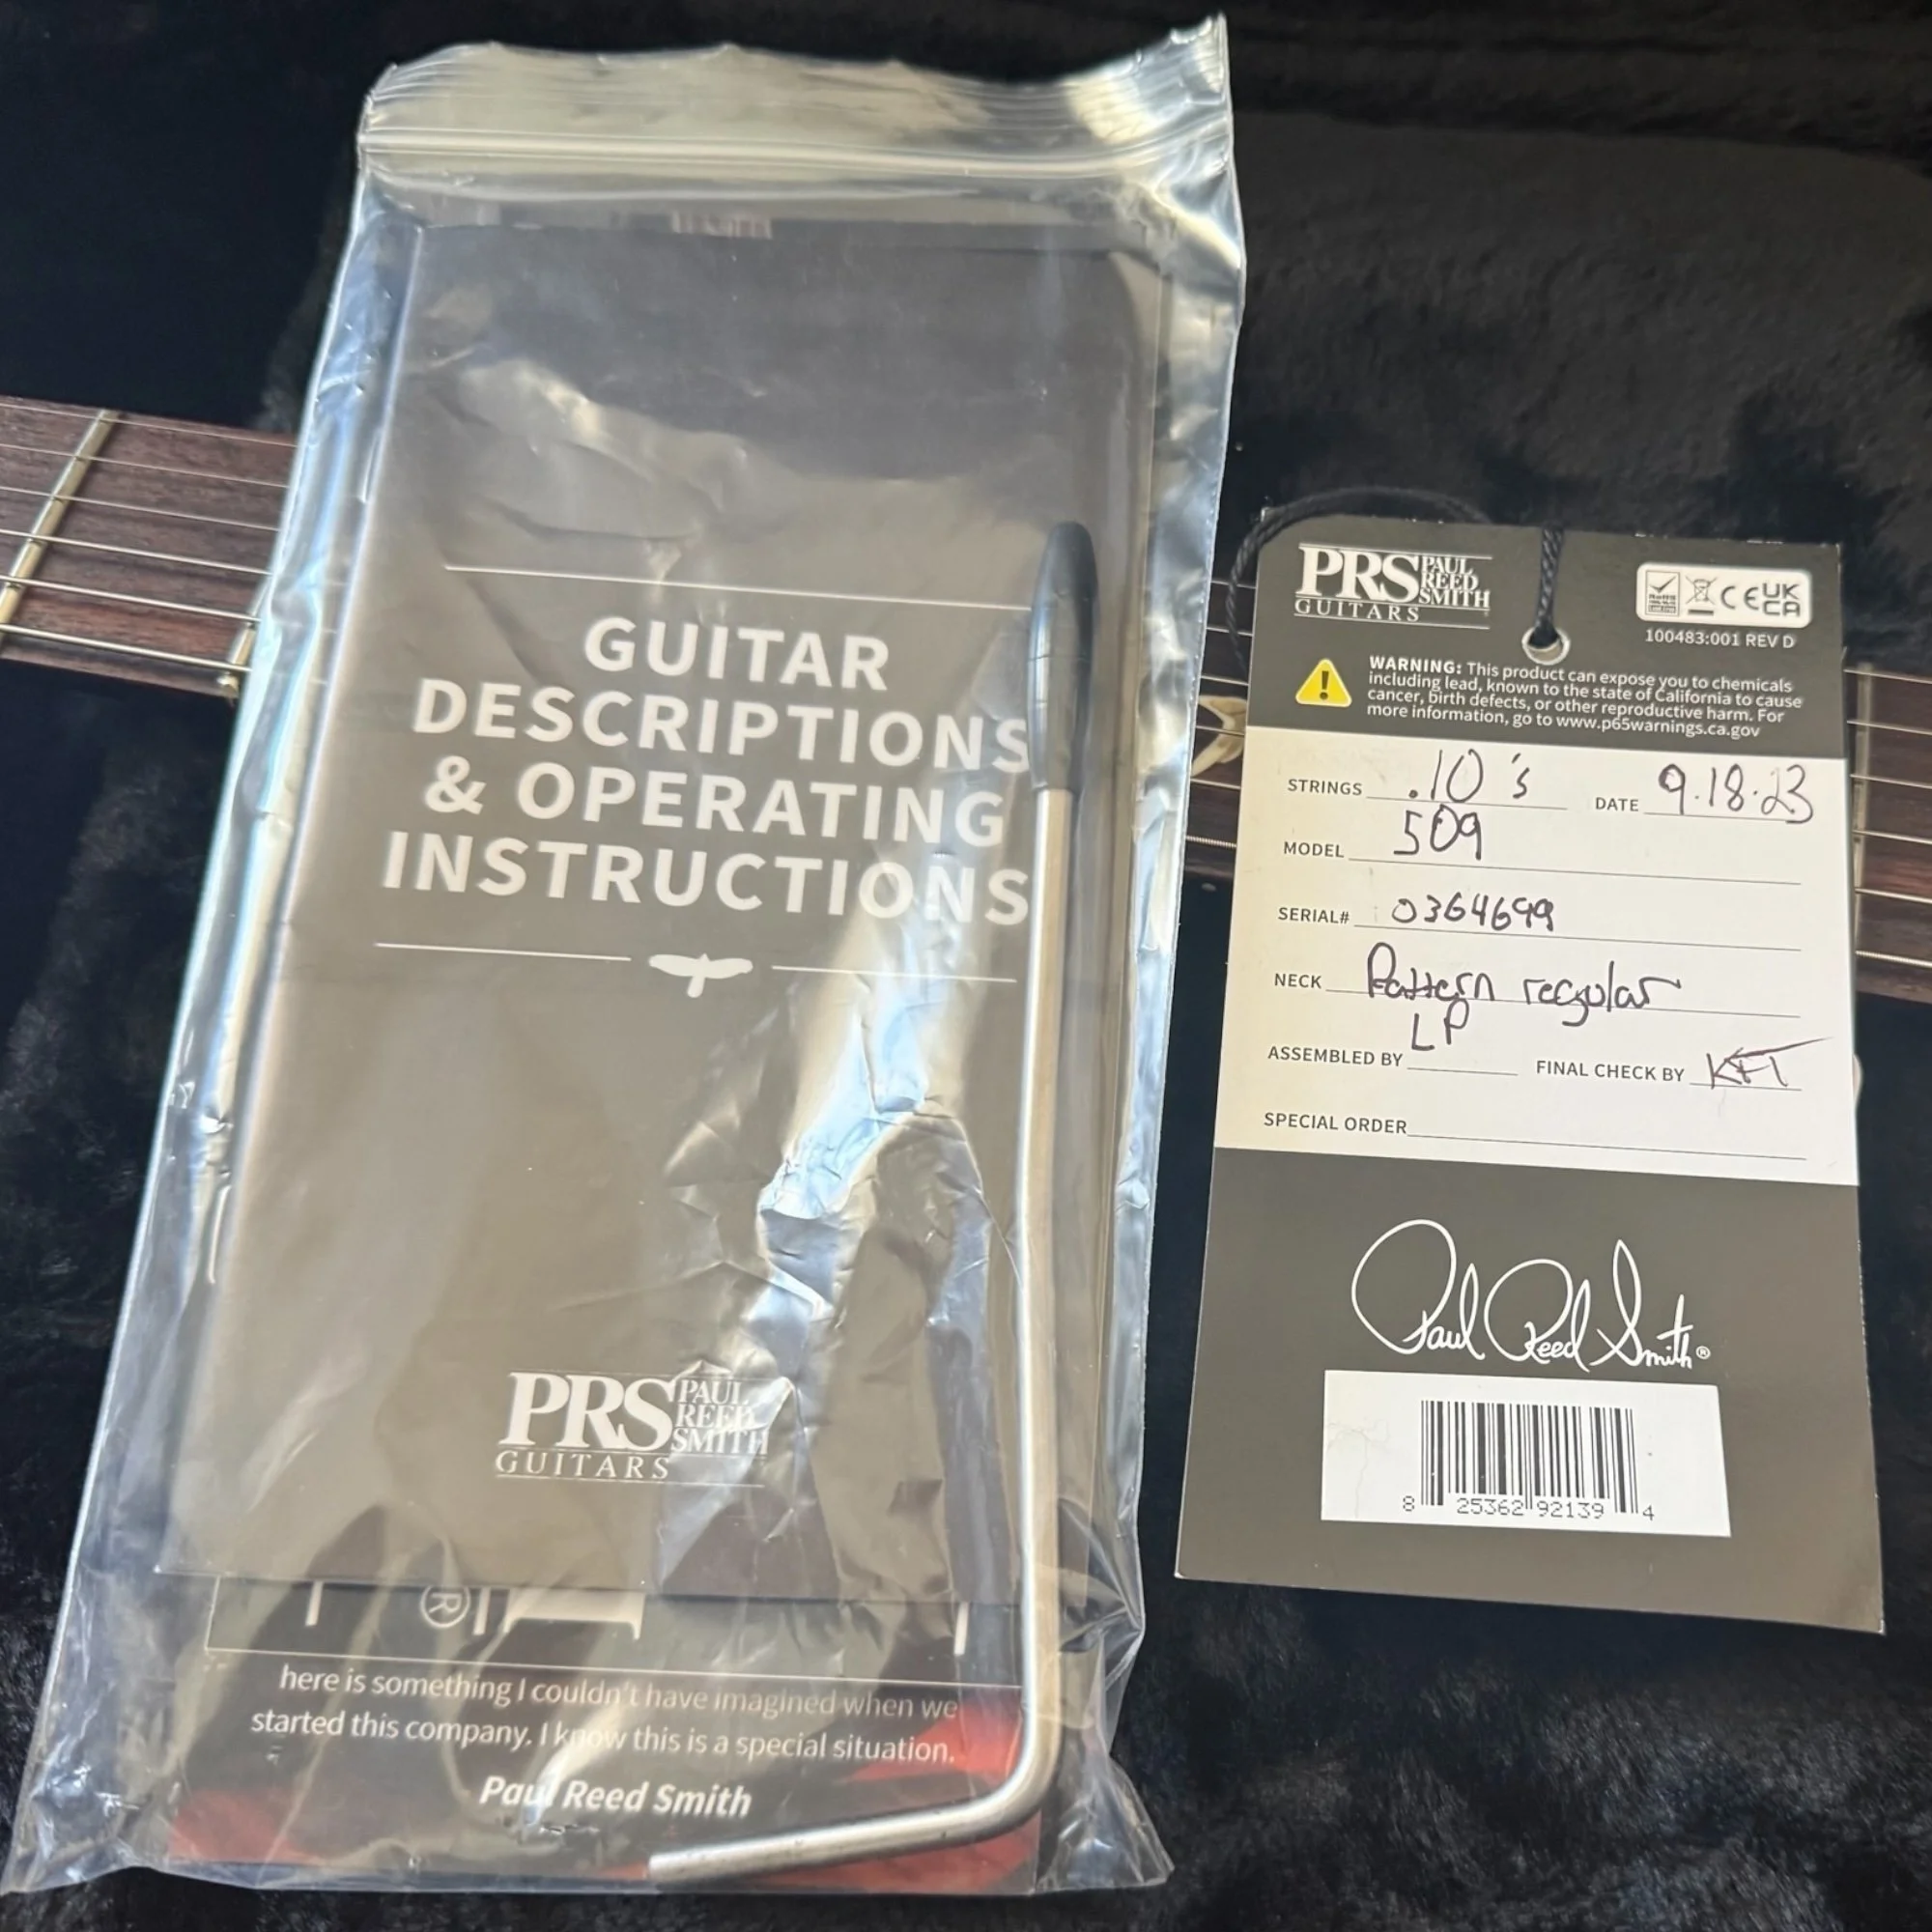 GUITAR
DESCRIPTIONS
& OPERATING
INSTRUCTIONS
PRS PAUL
REED
SMITH
GUITARS
®
here is something I couldn't have imagined when we
started this company. I know this is a special situation.
Paul Reed Smith
PRS PAUL
REED
SMITH
GUITARS
CE UK
CA
100483:001 REV D
WARNING: This product can expose you to chemicals
including lead, known to the state of California to cause
cancer, birth defects, or other reproductive harm. For
more information, go to www.p65warnings.ca.gov
STRINGS .10's DATE 9.18.23
MODEL 509
SERIAL# 0364699
NECK Pattern regular
ASSEMBLED BY LP FINAL CHECK BY
SPECIAL ORDER
Paul Reed Smith®
8 25362 92139 4